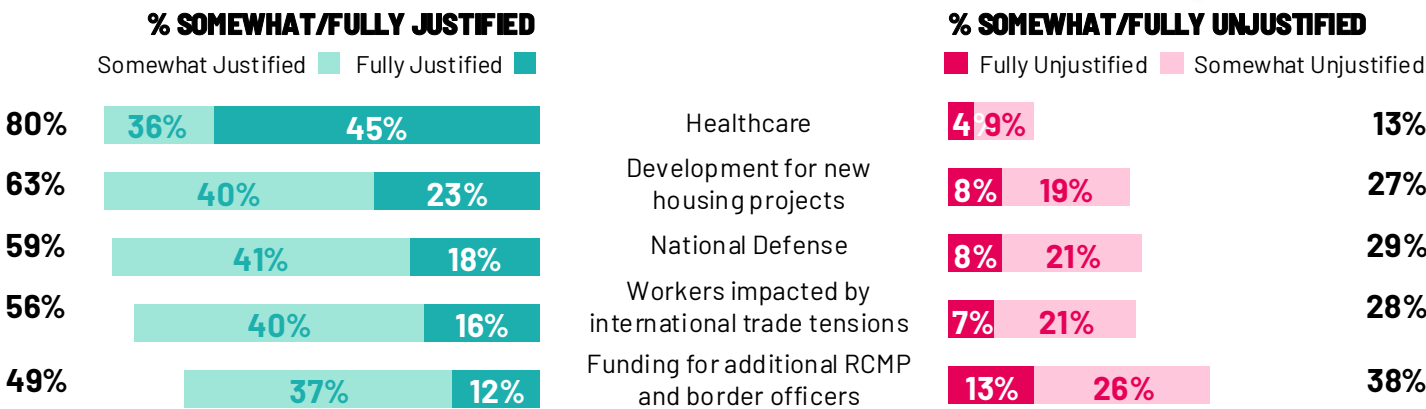 % SOMEWHAT/FULLY JUSTIFIED
% SOMEWHAT/FULLY UNJUSTIFIED
Somewhat Justified Fully Justified
Fully Unjustified Somewhat Unjustified
80% 36% 45% Healthcare 4% 9% 13%
63% 40% 23% Development for new
housing projects 8% 19% 27%
59% 41% 18% National Defense 8% 21% 29%
56% 40% 16% Workers impacted by
international trade tensions 7% 21% 28%
49% 37% 12% Funding for additional RCMP
and border officers 13% 26% 38%